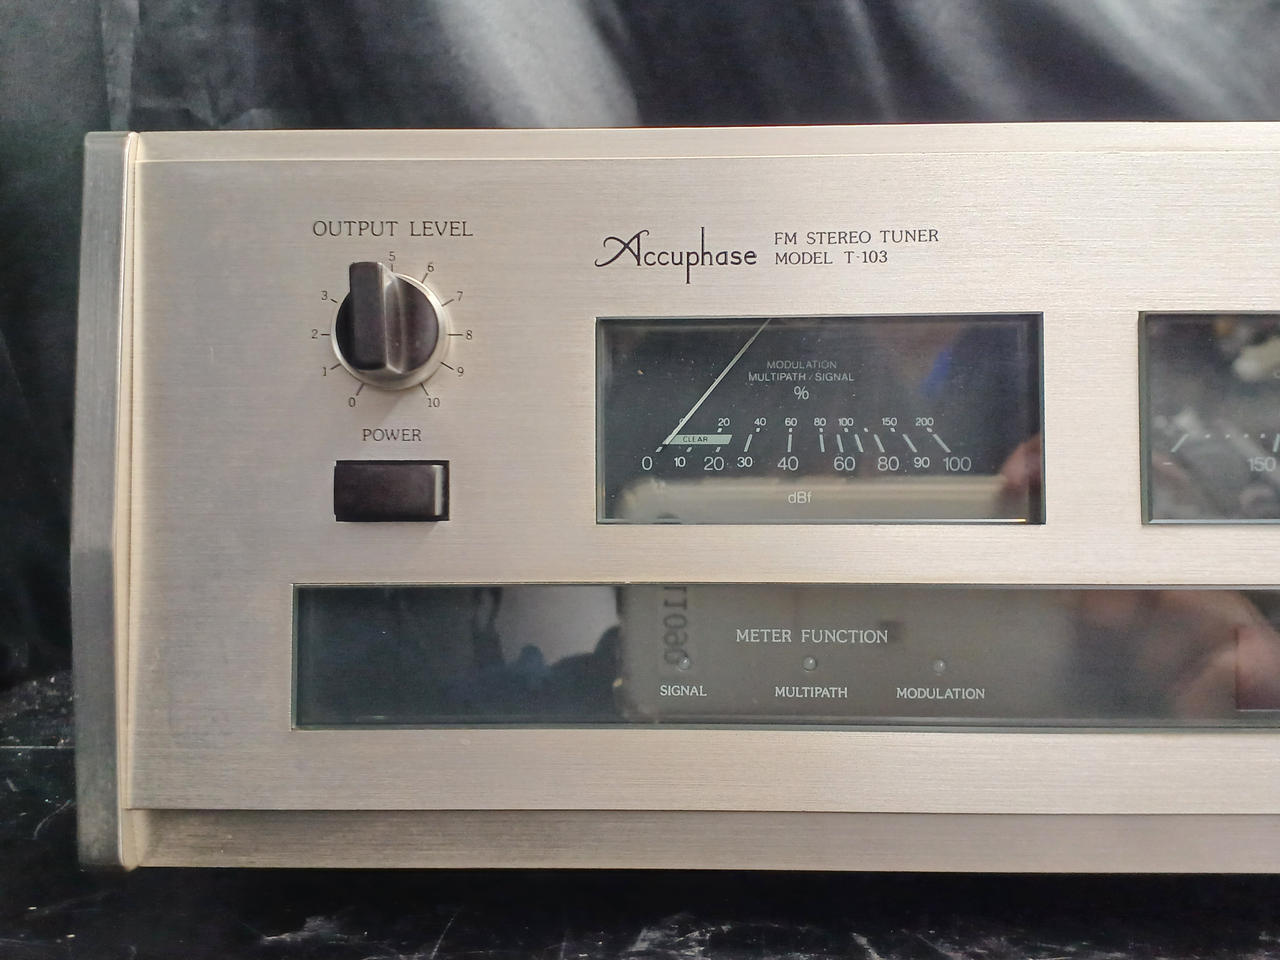 OUTPUT LEVEL
0 1 2 3 5 6 7 8 9 10
POWER
Accuphase
FM STEREO TUNER
MODEL T-103
MODULATION
MULTIPATH/SIGNAL
%
0 20 40 60 80 100 150 200
CLEAR
0 10 20 30 40 60 80 90 100
dBf
150
METER FUNCTION
SIGNAL MULTIPATH MODULATION